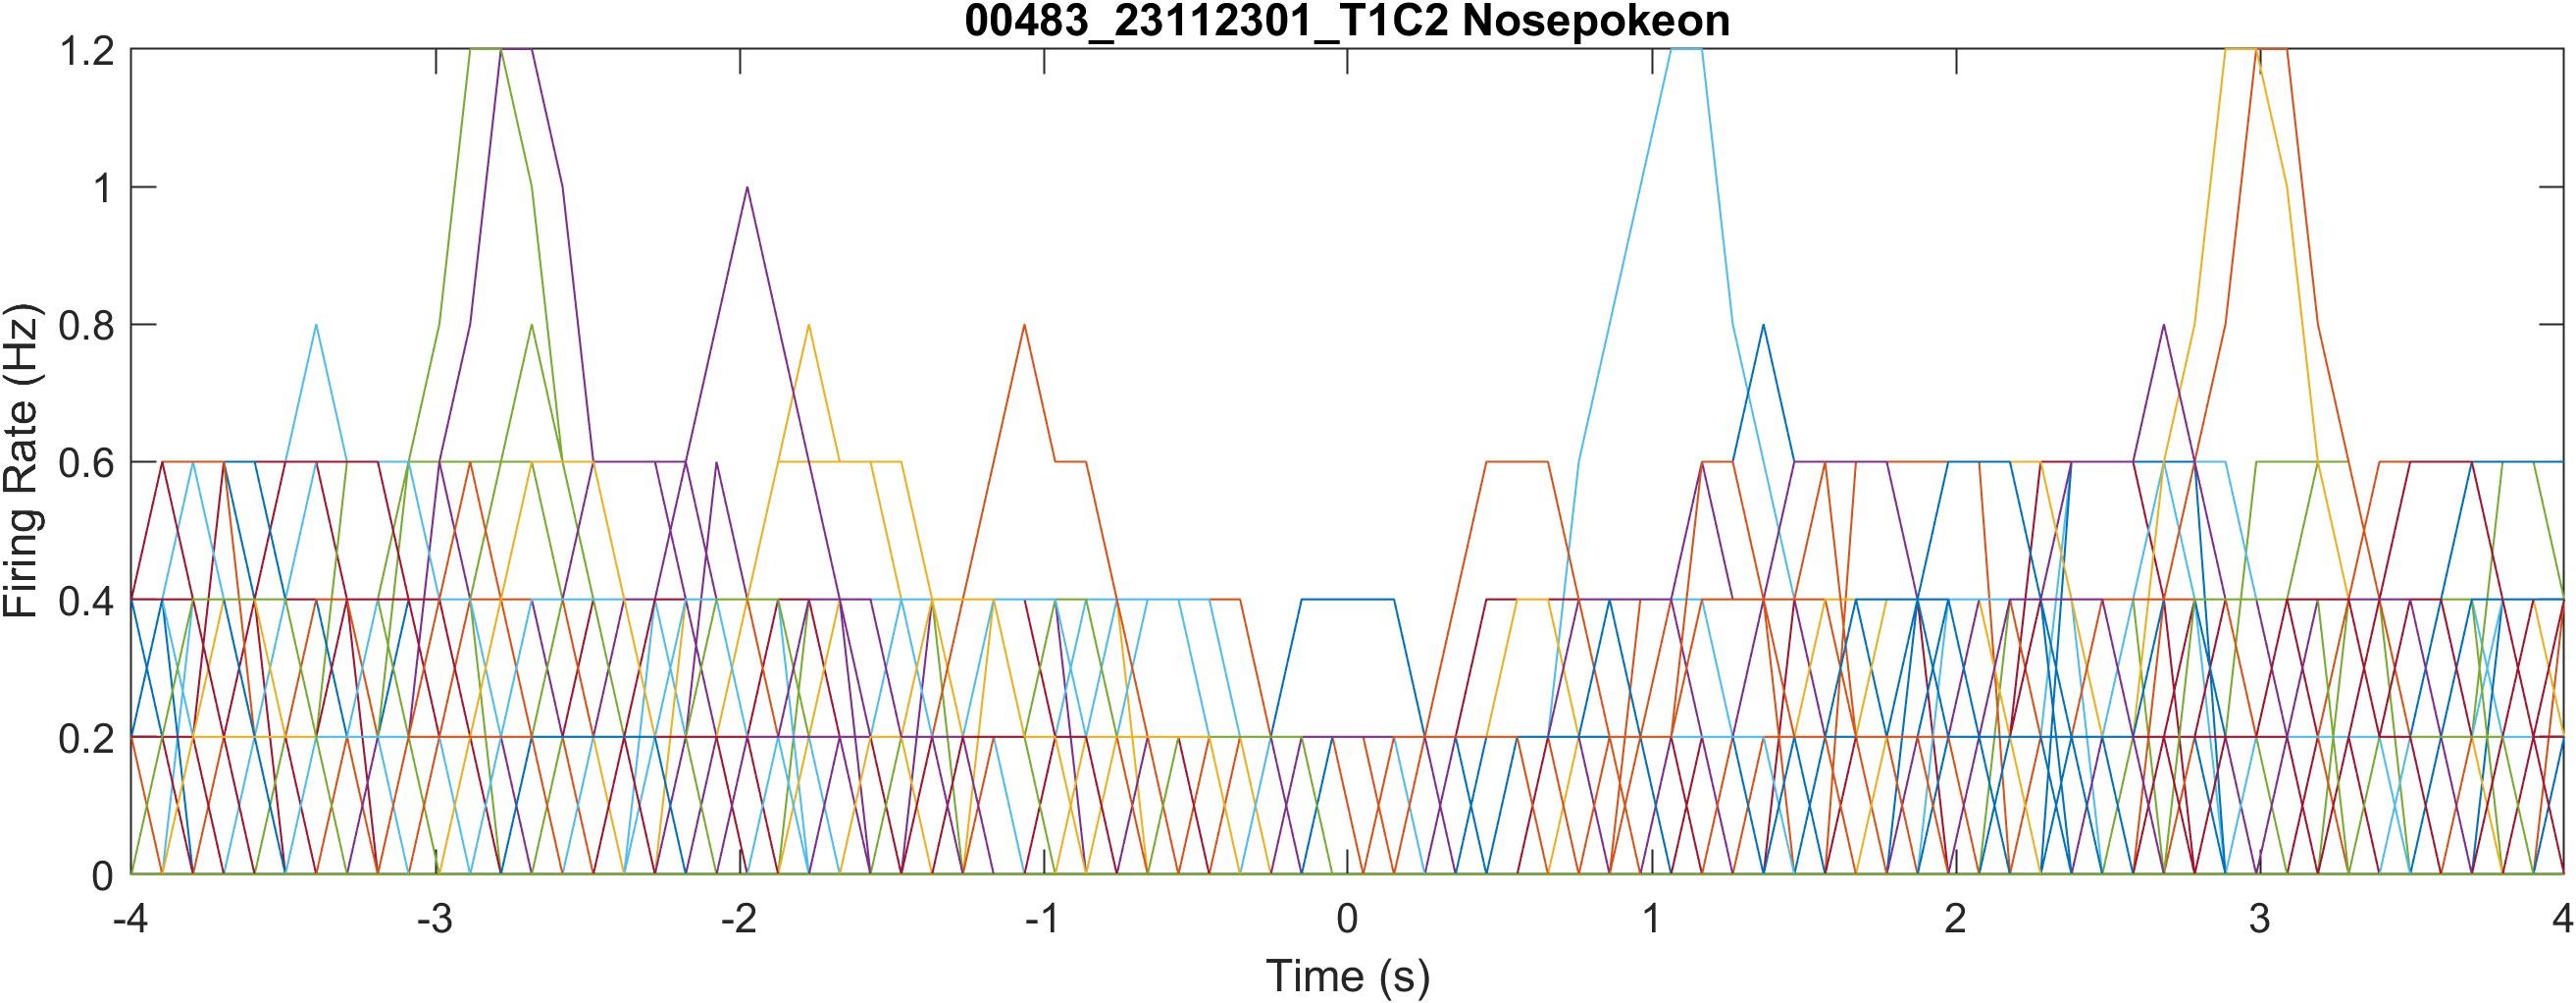 00483_23112301_T1C2 Nosepokeon
1.2
1
0.8
0.6
0.4
0.2
0
Firing Rate (Hz)
-4 -3 -2 -1 0 1 2 3 4
Time (s)